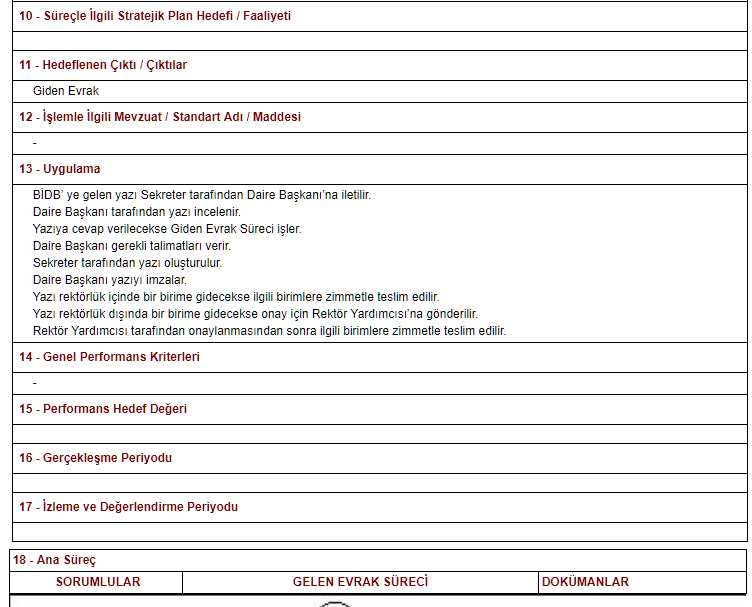 10 - Süreçle İlgili Stratejik Plan Hedefi / Faaliyeti
11 - Hedeflenen Çıktı / Çıktılar
Giden Evrak
12 - İşlemle İlgili Mevzuat / Standart Adı / Maddesi
-
13 - Uygulama
BİDB' ye gelen yazı Sekreter tarafından Daire Başkanı'na iletilir.
Daire Başkanı tarafından yazı incelenir.
Yazıya cevap verilecekse Giden Evrak Süreci işler.
Daire Başkanı gerekli talimatları verir.
Sekreter tarafından yazı oluşturulur.
Daire Başkanı yazıyı imzalar.
Yazı rektörlük içinde bir birime gidecekse ilgili birimlere zimmetle teslim edilir.
Yazı rektörlük dışında bir birime gidecekse onay için Rektör Yardımcısı'na gönderilir.
Rektör Yardımcısı tarafından onaylanmasından sonra ilgili birimlere zimmetle teslim edilir.
14 - Genel Performans Kriterleri
-
15 - Performans Hedef Değeri
16 - Gerçekleşme Periyodu
17 - İzleme ve Değerlendirme Periyodu
18 - Ana Süreç
SORUMLULAR GELEN EVRAK SÜRECİ DOKÜMANLAR